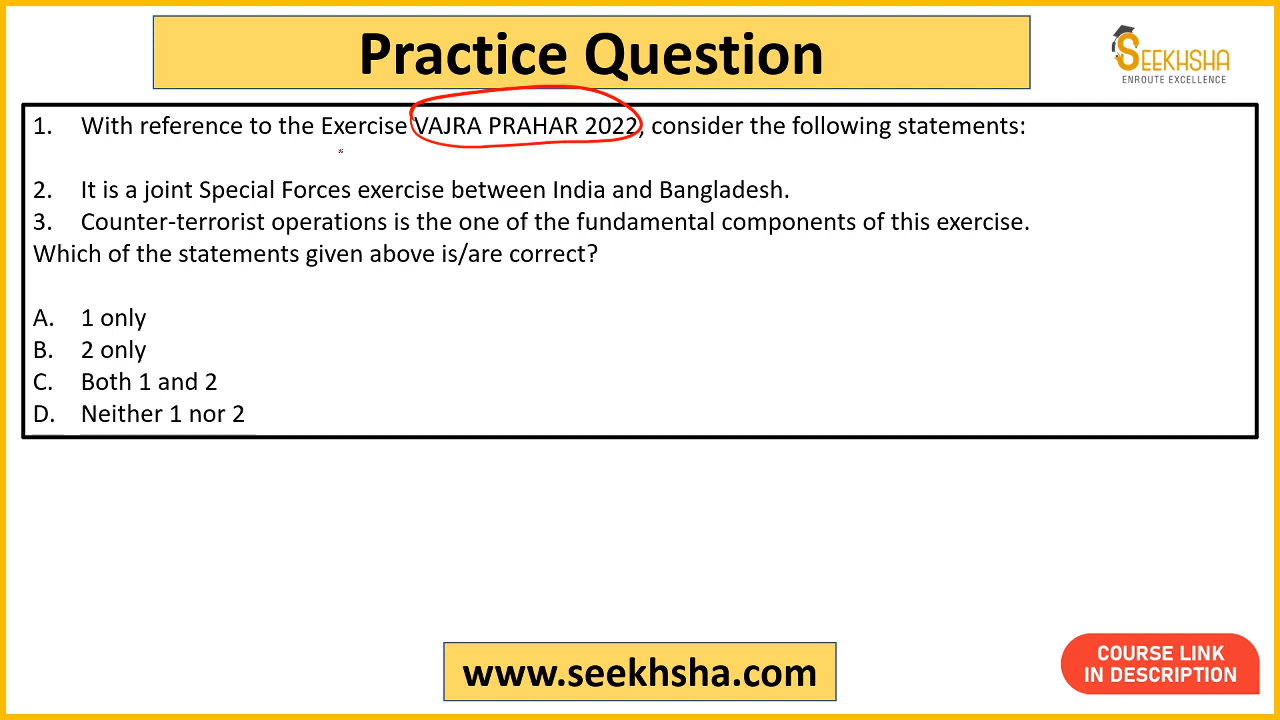 Practice Question
SEEKHSHA
ENROUTE EXCELLENCE
1. With reference to the Exercise VAJRA PRAHAR 2022, consider the following statements:
2. It is a joint Special Forces exercise between India and Bangladesh.
3. Counter-terrorist operations is the one of the fundamental components of this exercise.
Which of the statements given above is/are correct?
A. 1 only
B. 2 only
C. Both 1 and 2
D. Neither 1 nor 2
www.seekhsha.com
COURSE LINK
IN DESCRIPTION